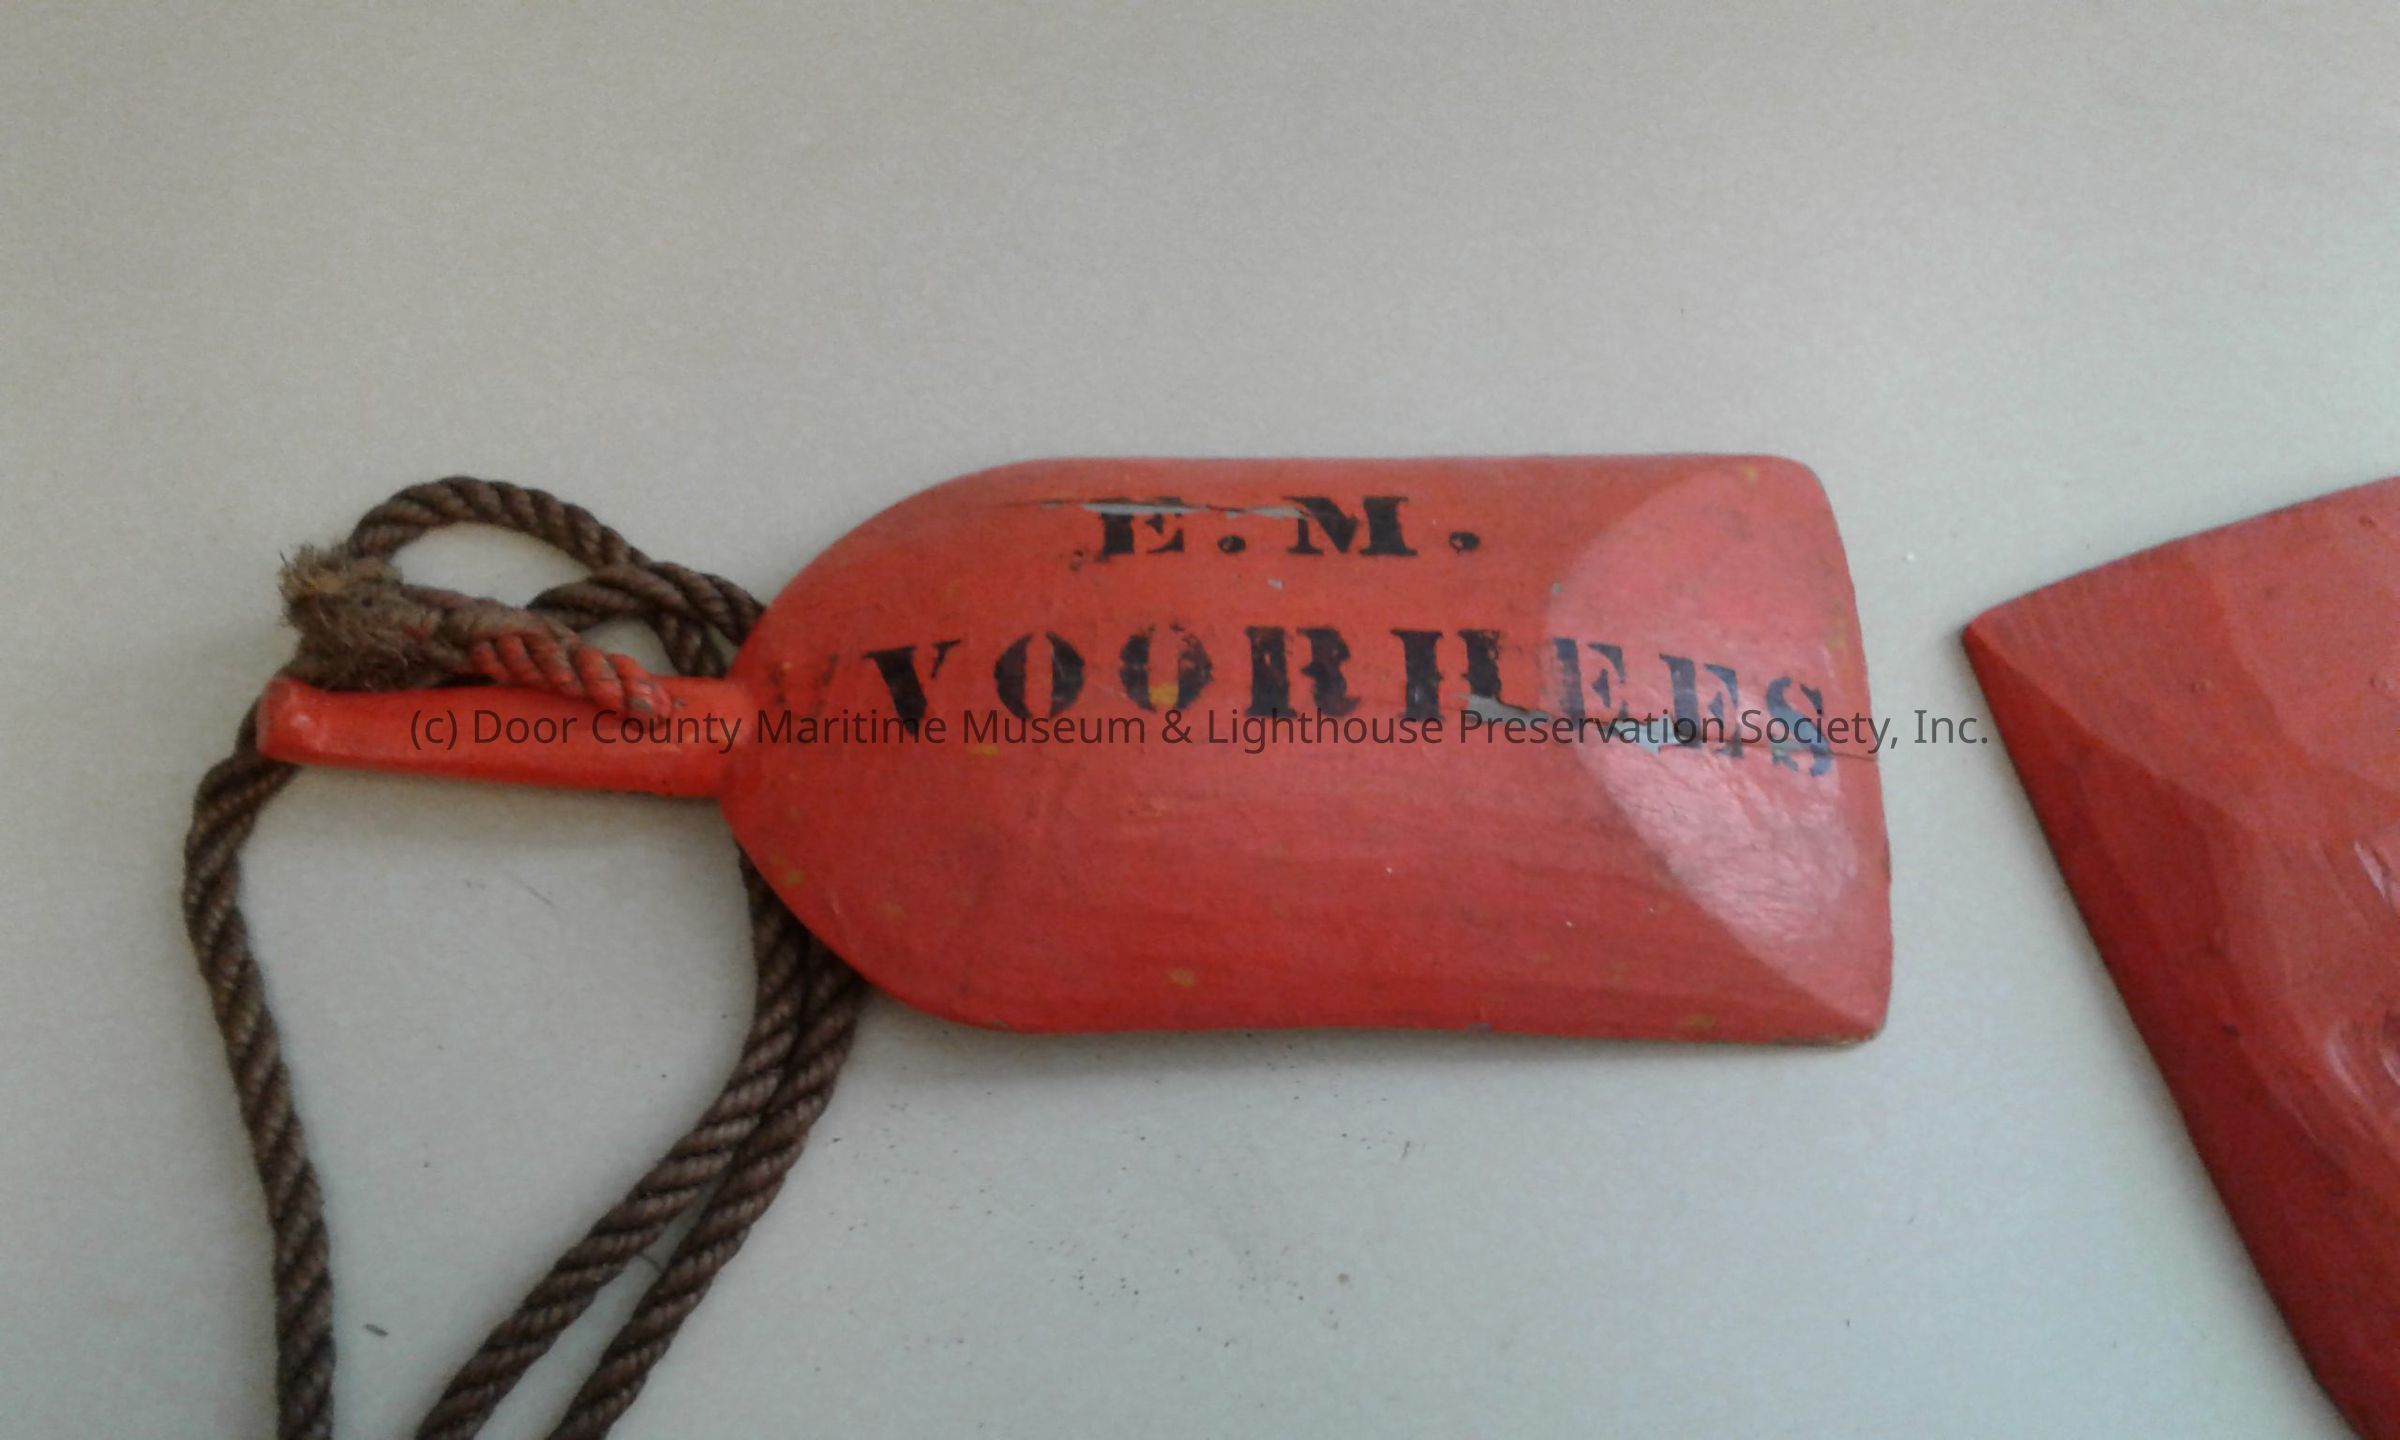 E.M.
VOORHEES
(c) Door County Maritime Museum & Lighthouse Preservation Society, Inc.